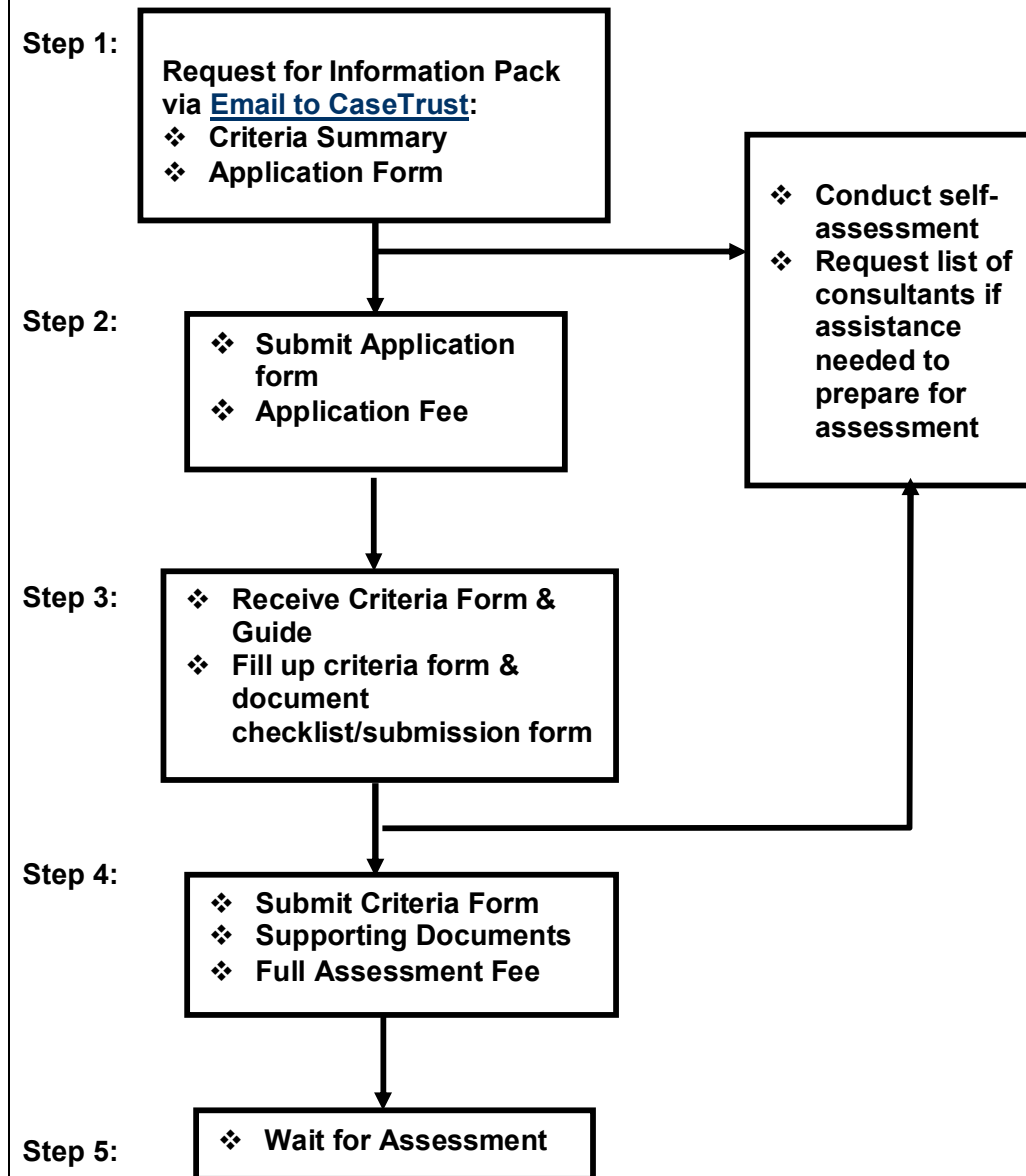 Step 1:
Request for Information Pack
via Email to CaseTrust:
❖ Criteria Summary
❖ Application Form
❖ Conduct self-
assessment
❖ Request list of
consultants if
assistance
needed to
prepare for
assessment
Step 2:
❖ Submit Application
form
❖ Application Fee
Step 3:
❖ Receive Criteria Form &
Guide
❖ Fill up criteria form &
document
checklist/submission form
Step 4:
❖ Submit Criteria Form
❖ Supporting Documents
❖ Full Assessment Fee
Step 5:
❖ Wait for Assessment